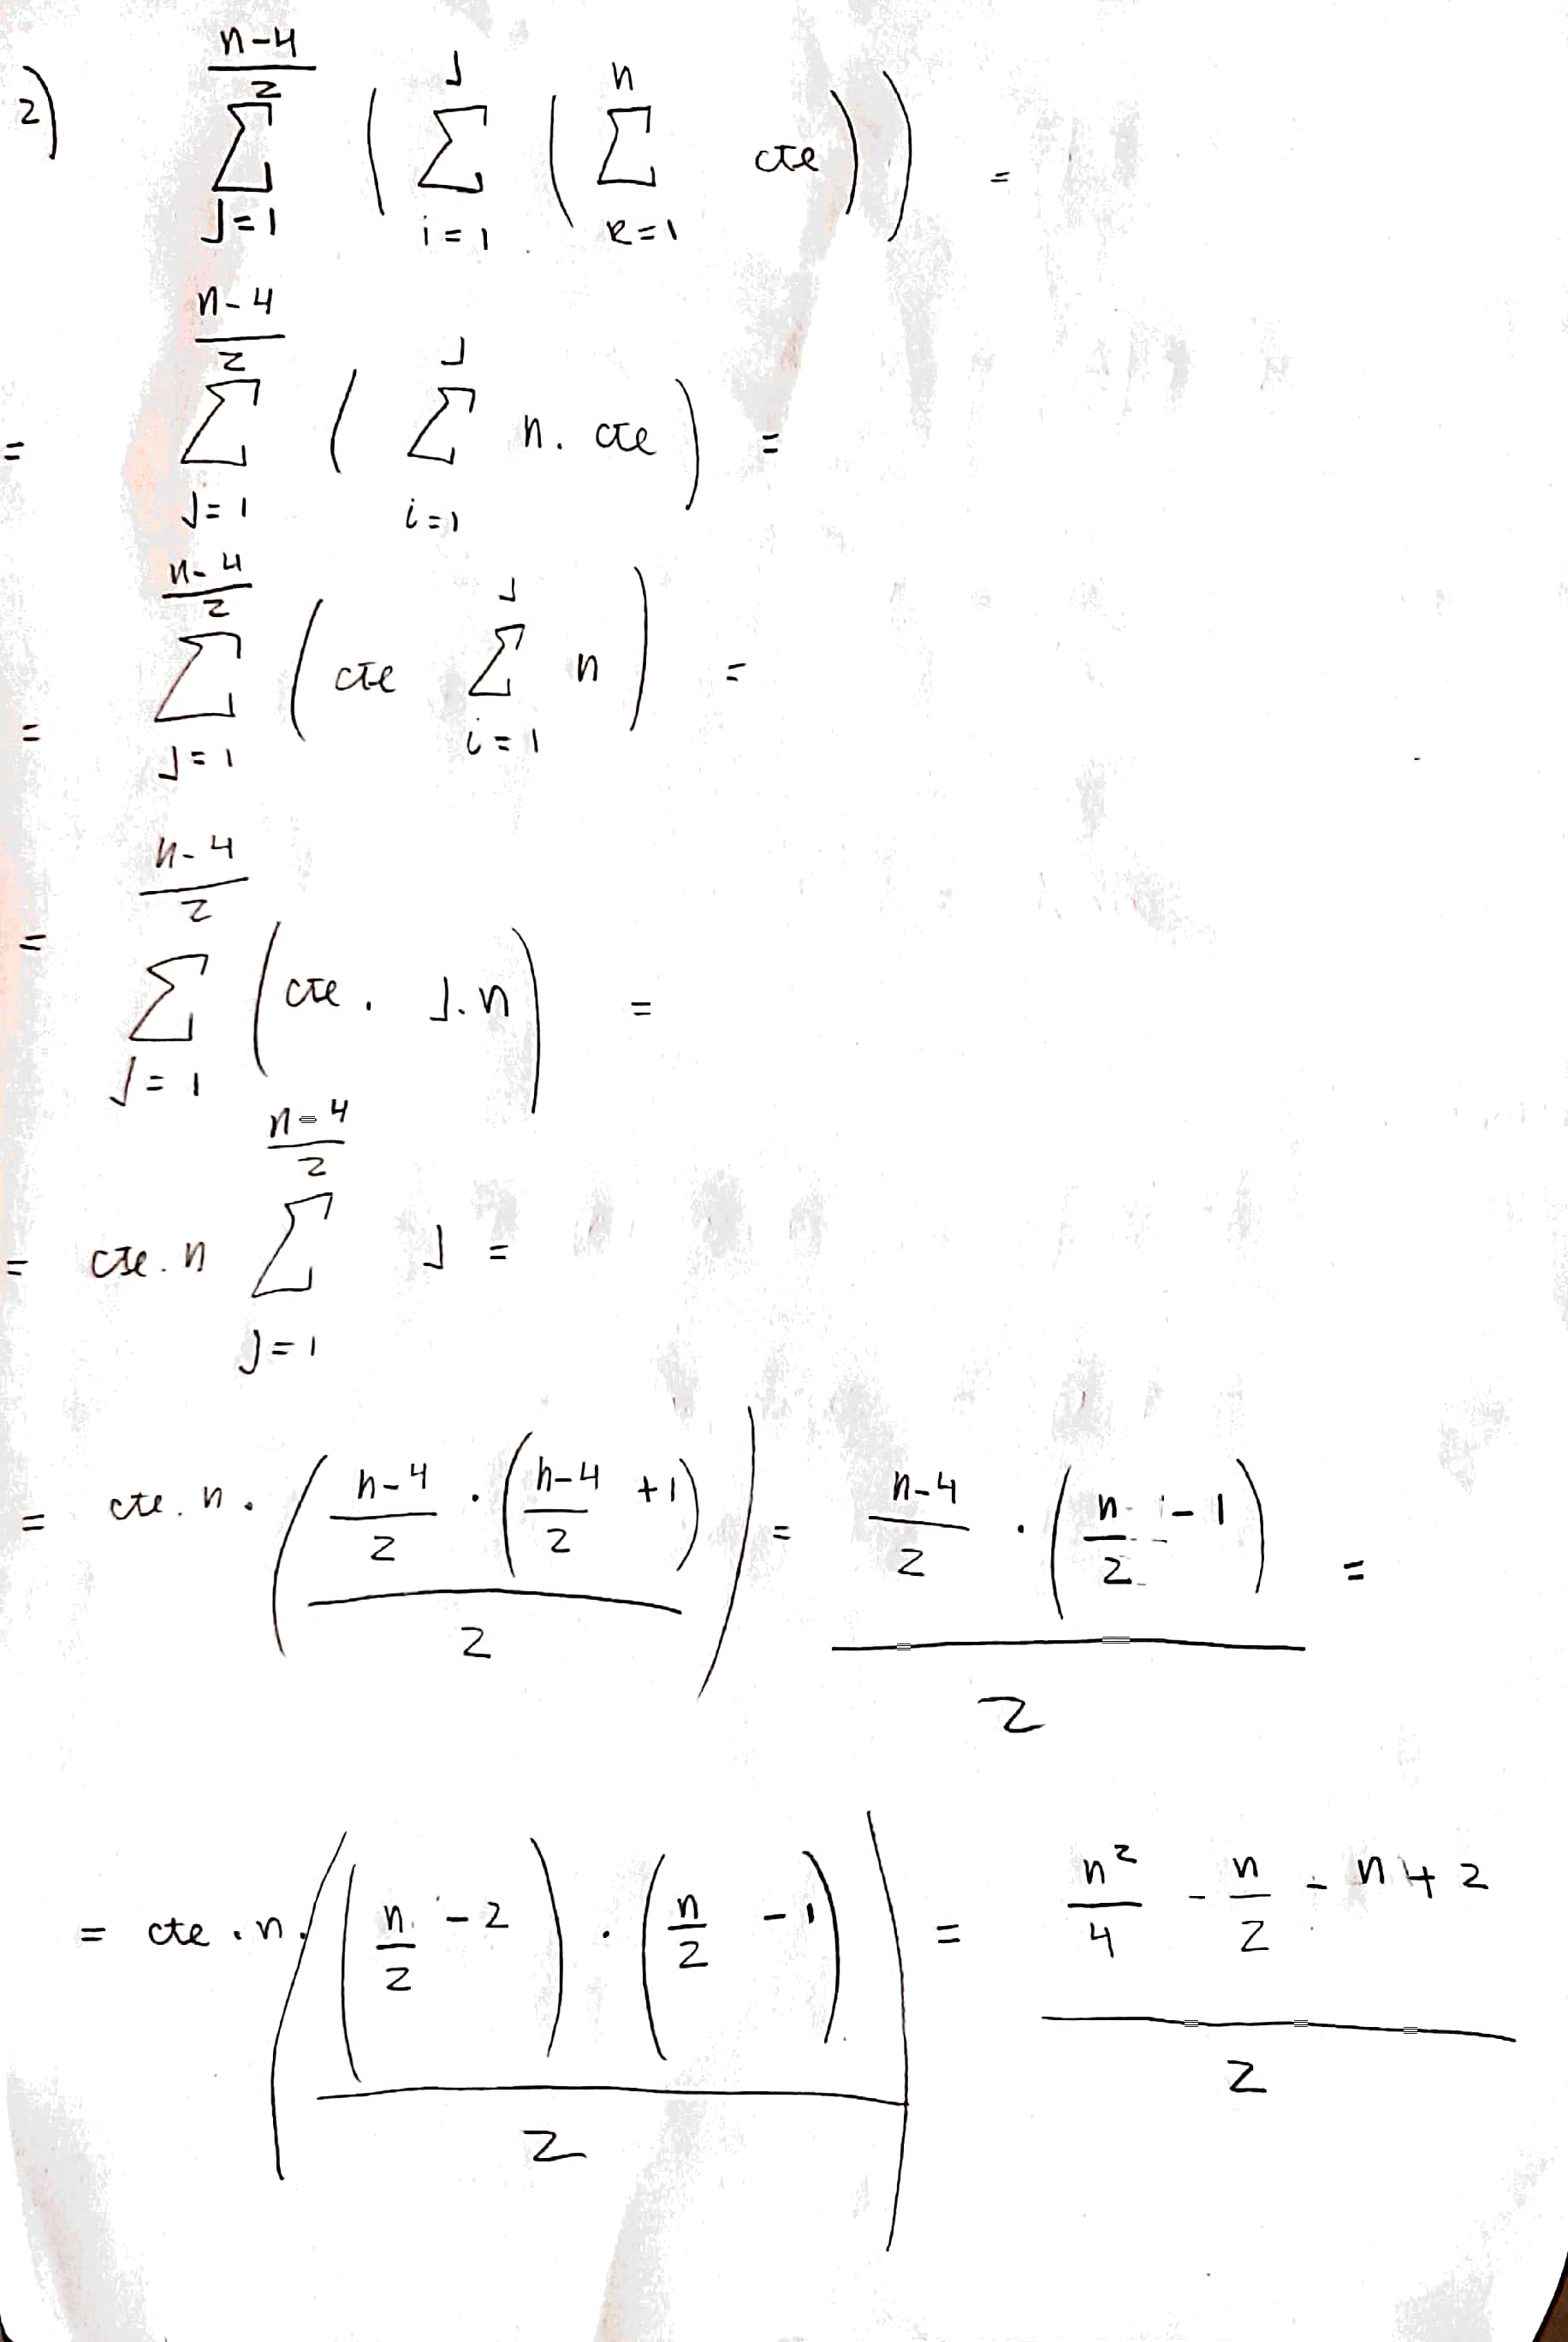 2) \sum_{J=1}^{\frac{n-4}{2}} \left( \sum_{i=1}^{J} \left( \sum_{k=1}^{n} cte \right) \right) =
= \sum_{J=1}^{\frac{n-4}{2}} \left( \sum_{i=1}^{J} n. cte \right) =
= \sum_{J=1}^{\frac{n-4}{2}} \left( cte \sum_{i=1}^{J} n \right) =
= \sum_{J=1}^{\frac{n-4}{2}} \left( cte . J.n \right) =
= cte.n \sum_{J=1}^{\frac{n-4}{2}} J =
= cte.n. \left( \frac{\frac{n-4}{2} \cdot \left( \frac{n-4}{2} +1 \right)}{2} \right) = \frac{\frac{n-4}{2} \cdot \left( \frac{n}{2} -1 \right)}{2} =
= cte.n. \left( \frac{\left( \frac{n}{2} -2 \right) \cdot \left( \frac{n}{2} -1 \right)}{2} \right) = \frac{\frac{n^2}{4} - \frac{n}{2} - n + 2}{2}